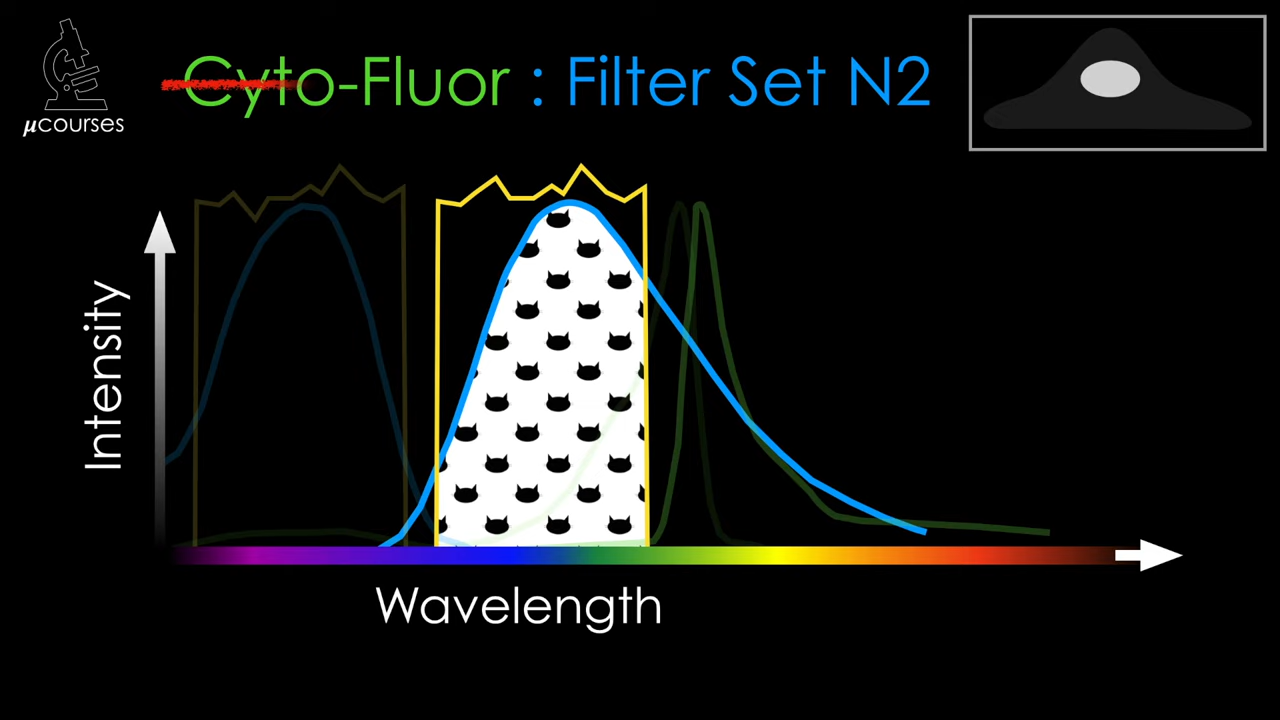 Cyto-Fluor : Filter Set N2
µcourses
Intensity
Wavelength